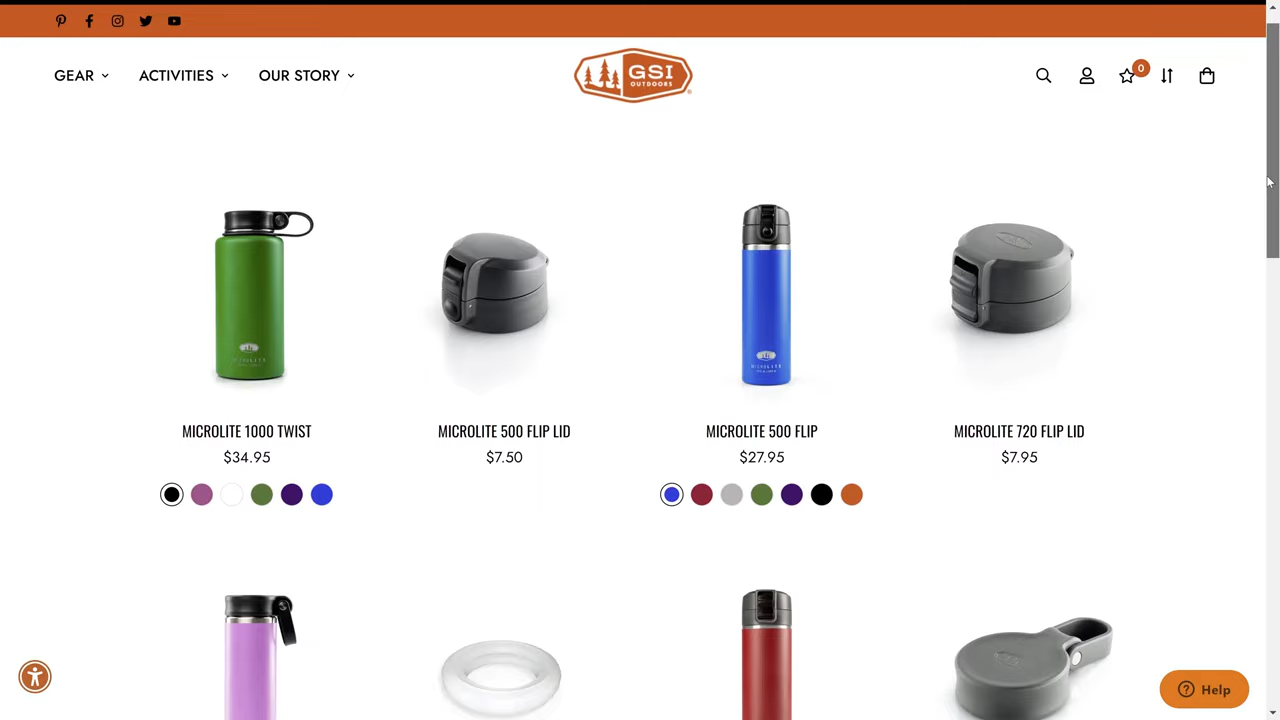 GEAR ACTIVITIES OUR STORY
GSI
OUTDOORS
0
MICROLITE
MICROLITE 1000 TWIST
MICROLITE 500 FLIP LID
MICROLITE 500 FLIP
MICROLITE 720 FLIP LID
$34.95
$7.50
$27.95
$7.95
Help